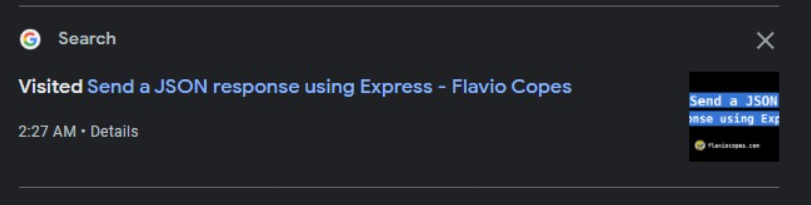 Search
Visited Send a JSON response using Express - Flavio Copes
2:27 AM • Details
Send a JSON
onse using Exp
flaviocopes.com